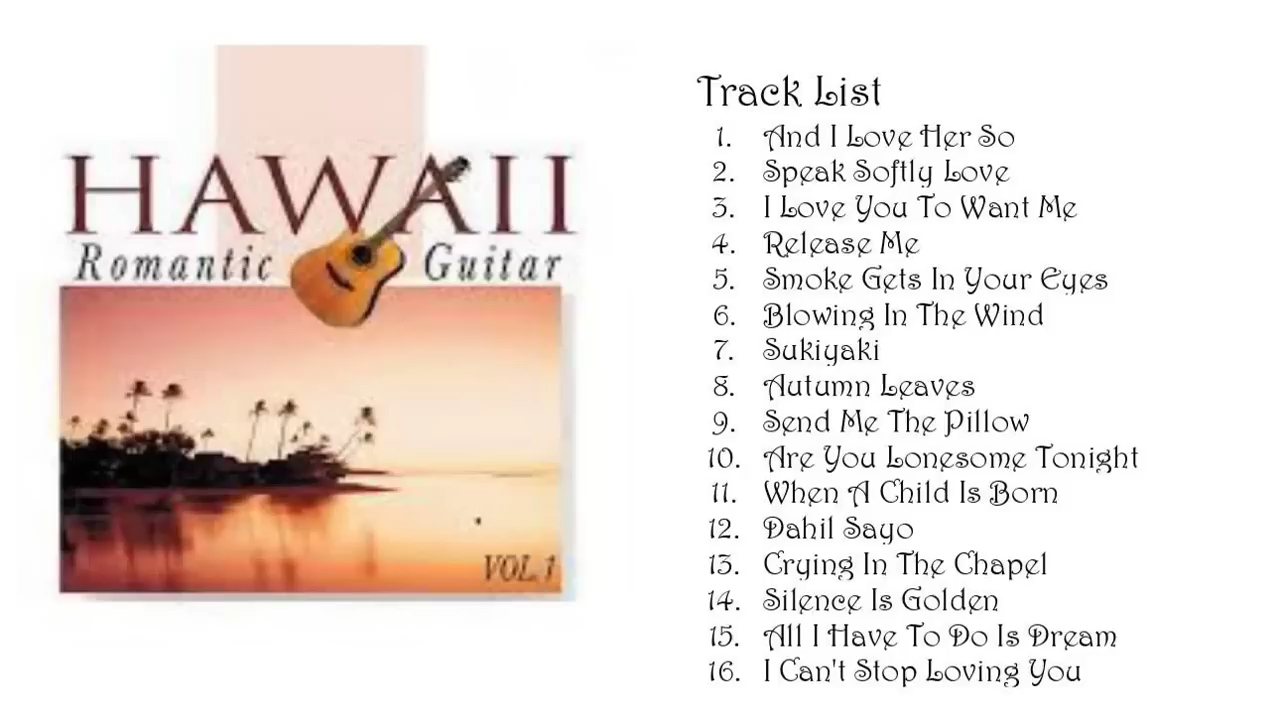 HAWAII
Romantic Guitar
VOL 1
Track List
1. And I Love Her So
2. Speak Softly Love
3. I Love You To Want Me
4. Release Me
5. Smoke Gets In Your Eyes
6. Blowing In The Wind
7. Sukiyaki
8. Autumn Leaves
9. Send Me The Pillow
10. Are You Lonesome Tonight
11. When A Child Is Born
12. Dahil Sayo
13. Crying In The Chapel
14. Silence Is Golden
15. All I Have To Do Is Dream
16. I Can't Stop Loving You